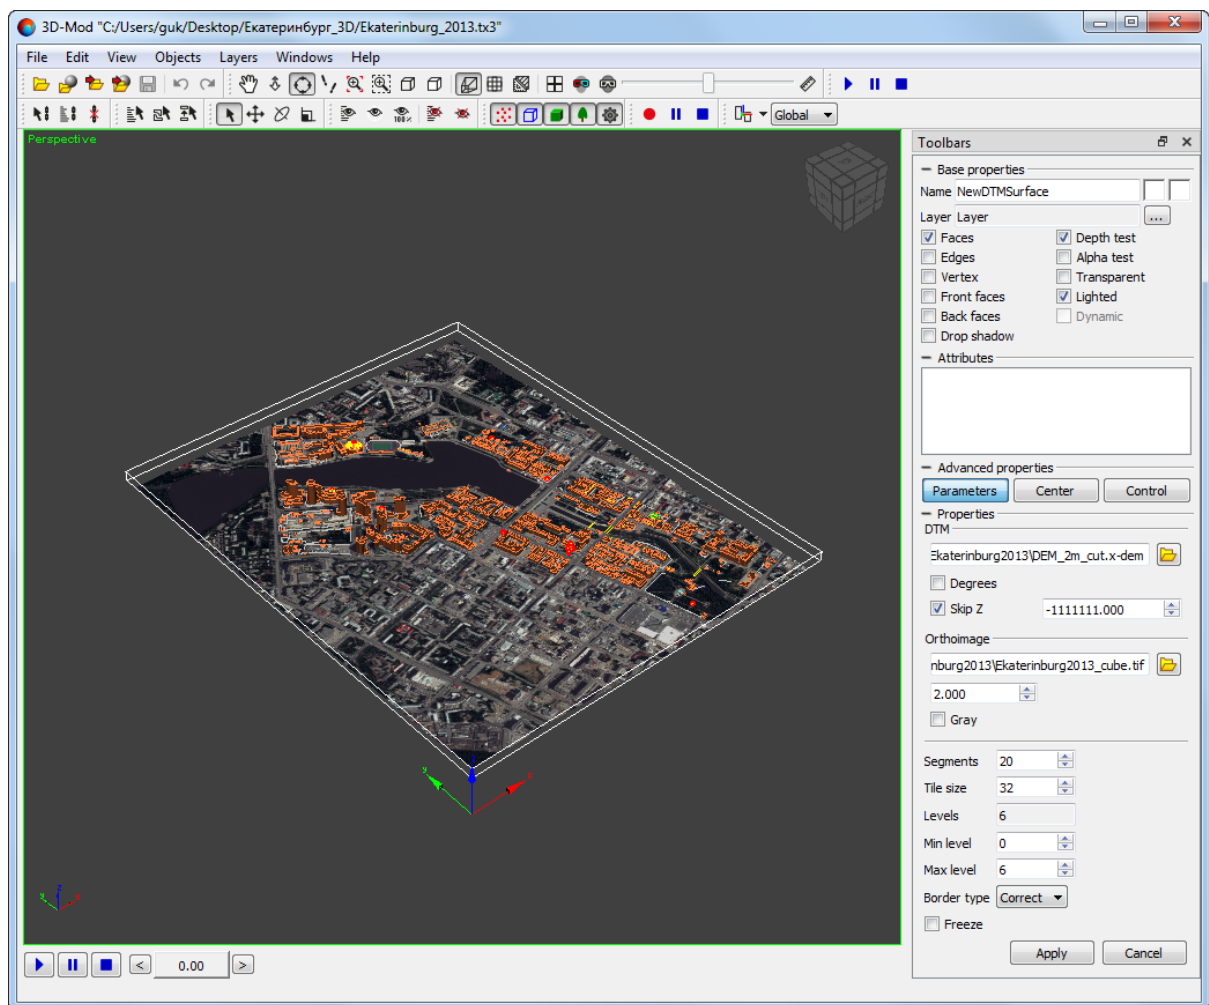 3D-Mod "C:/Users/guk/Desktop/Екатеринбург_3D/Ekaterinburg_2013.tx3"
File Edit View Objects Layers Windows Help
100%
Global
Perspective
Toolbars
Base properties
Name NewDTMSurface
Layer Layer ...
Faces Depth test
Edges Alpha test
Vertex Transparent
Front faces Lighted
Back faces Dynamic
Drop shadow
Attributes
Advanced properties
Parameters Center Control
Properties
DTM
Ekaterinburg2013\DEM_2m_cut.x-dem
Degrees
Skip Z -1111111.000
Orthoimage
nburg2013\Ekaterinburg2013_cube.tif
2.000
Gray
Segments 20
Tile size 32
Levels 6
Min level 0
Max level 6
Border type Correct
Freeze
Apply Cancel
y z x
y z x
< 0.00 >